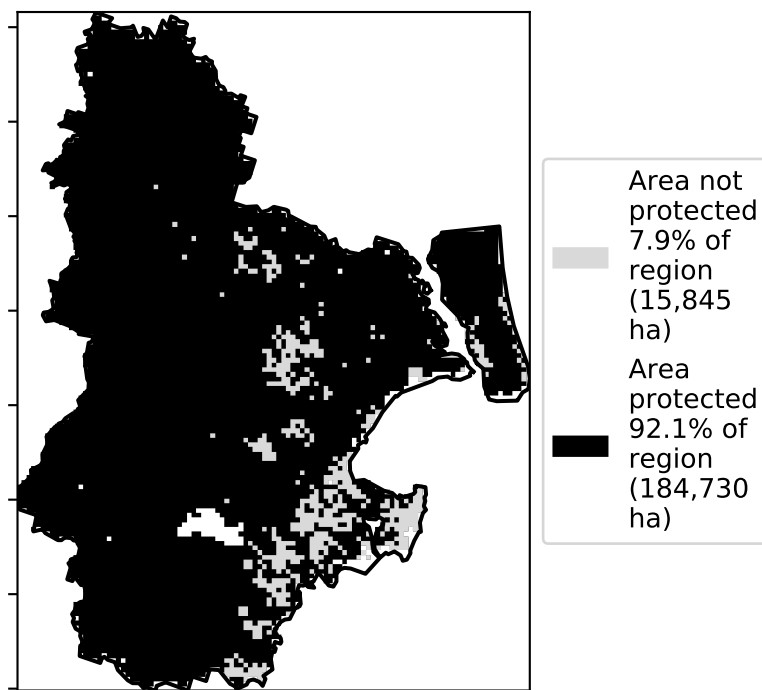 Area not
protected
7.9% of
region
(15,845
ha)
Area
protected
92.1% of
region
(184,730
ha)